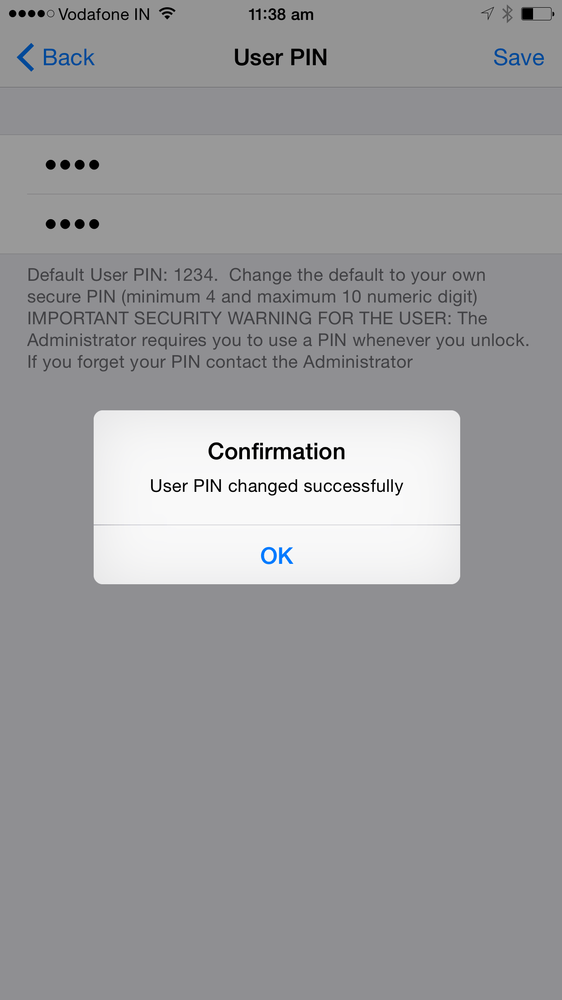 Vodafone IN 11:38 am
Back User PIN Save
••••
••••
Default User PIN: 1234.  Change the default to your own
secure PIN (minimum 4 and maximum 10 numeric digit)
IMPORTANT SECURITY WARNING FOR THE USER: The
Administrator requires you to use a PIN whenever you unlock.
If you forget your PIN contact the Administrator
Confirmation
User PIN changed successfully
OK